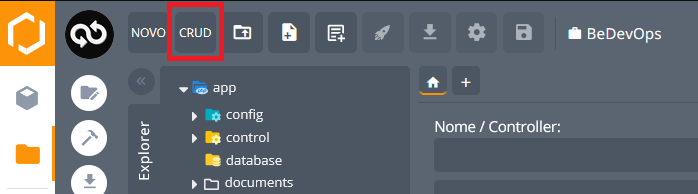 NOVO CRUD BeDevOps
Explorer
app
config
control
database
documents
Nome / Controller: